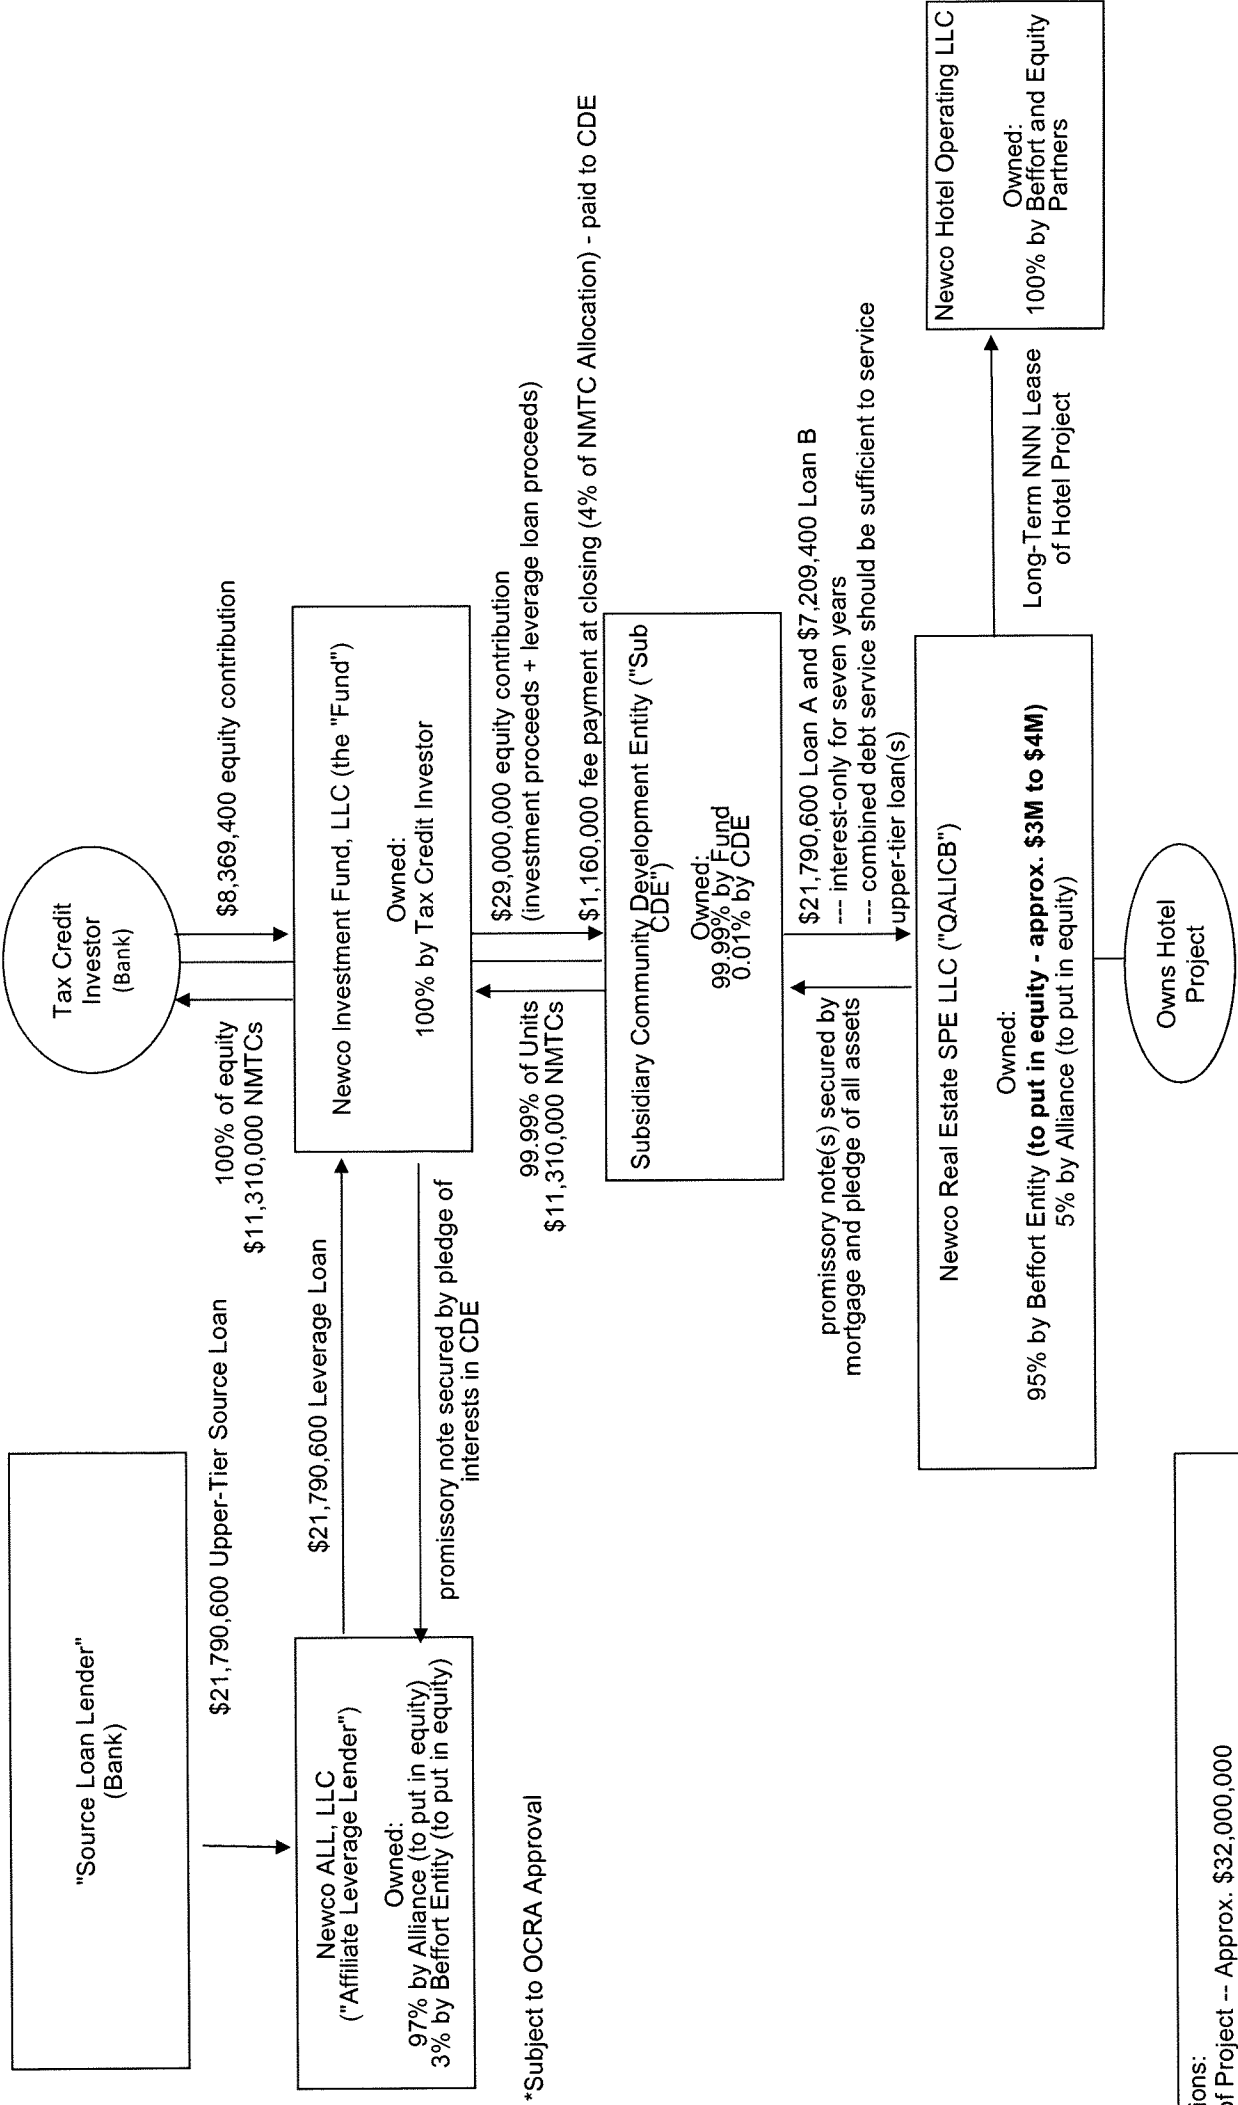 "Source Loan Lender"
(Bank)
$21,790,600 Upper-Tier Source Loan
Tax Credit
Investor
(Bank)
100% of equity
$11,310,000 NMTCs
$8,369,400 equity contribution
Newco ALL, LLC
("Affiliate Leverage Lender")
Owned:
97% by Alliance (to put in equity)
3% by Beffort Entity (to put in equity)
$21,790,600 Leverage Loan
promissory note secured by pledge of
interests in CDE
Newco Investment Fund, LLC (the "Fund")
Owned:
100% by Tax Credit Investor
*Subject to OCRA Approval
99.99% of Units
$11,310,000 NMTCs
$29,000,000 equity contribution
(investment proceeds + leverage loan proceeds)
$1,160,000 fee payment at closing (4% of NMTC Allocation) - paid to CDE
Subsidiary Community Development Entity ("Sub
CDE")
Owned:
99.99% by Fund
0.01% by CDE
promissory note(s) secured by
mortgage and pledge of all assets
$21,790,600 Loan A and $7,209,400 Loan B
--- interest-only for seven years
--- combined debt service should be sufficient to service
upper-tier loan(s)
Newco Real Estate SPE LLC ("QALICB")
Owned:
95% by Beffort Entity (to put in equity - approx. $3M to $4M)
5% by Alliance (to put in equity)
Long-Term NNN Lease
of Hotel Project
Newco Hotel Operating LLC
Owned:
100% by Beffort and Equity
Partners
Owns Hotel
Project
ions:
of Project -- Approx. $32,000,000